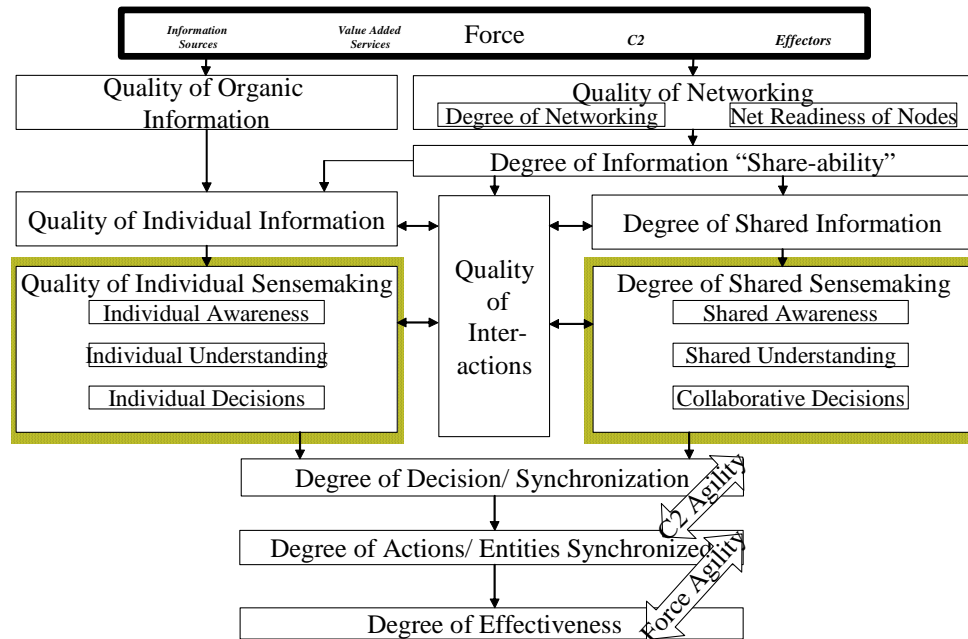 Information
Sources
Value Added
Services
Force
C2
Effectors
Quality of Organic
Information
Quality of Networking
Degree of Networking
Net Readiness of Nodes
Degree of Information “Share-ability”
Quality of Individual Information
Degree of Shared Information
Quality of Individual Sensemaking
Individual Awareness
Individual Understanding
Individual Decisions
Quality
of
Inter-
actions
Degree of Shared Sensemaking
Shared Awareness
Shared Understanding
Collaborative Decisions
Degree of Decision/ Synchronization
C2 Agility
Degree of Actions/ Entities Synchronized
Force Agility
Degree of Effectiveness